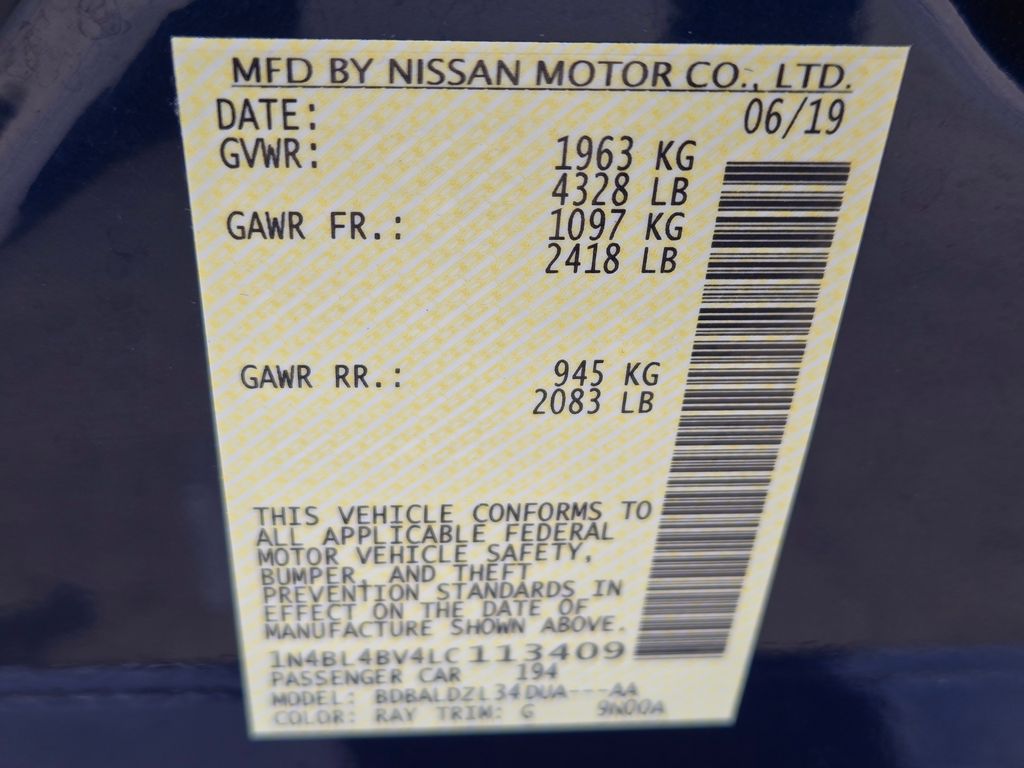 MFD BY NISSAN MOTOR CO., LTD.
DATE: 06/19
GVWR: 1963 KG
4328 LB
GAWR FR.: 1097 KG
2418 LB
GAWR RR.: 945 KG
2083 LB
THIS VEHICLE CONFORMS TO
ALL APPLICABLE FEDERAL
MOTOR VEHICLE SAFETY,
BUMPER, AND THEFT
PREVENTION STANDARDS IN
EFFECT ON THE DATE OF
MANUFACTURE SHOWN ABOVE.
1N4BL4BV4LC113409
PASSENGER CAR 194
MODEL: BDBALDZL34DUA---AA
COLOR: RAY TRIM: G 9N00A